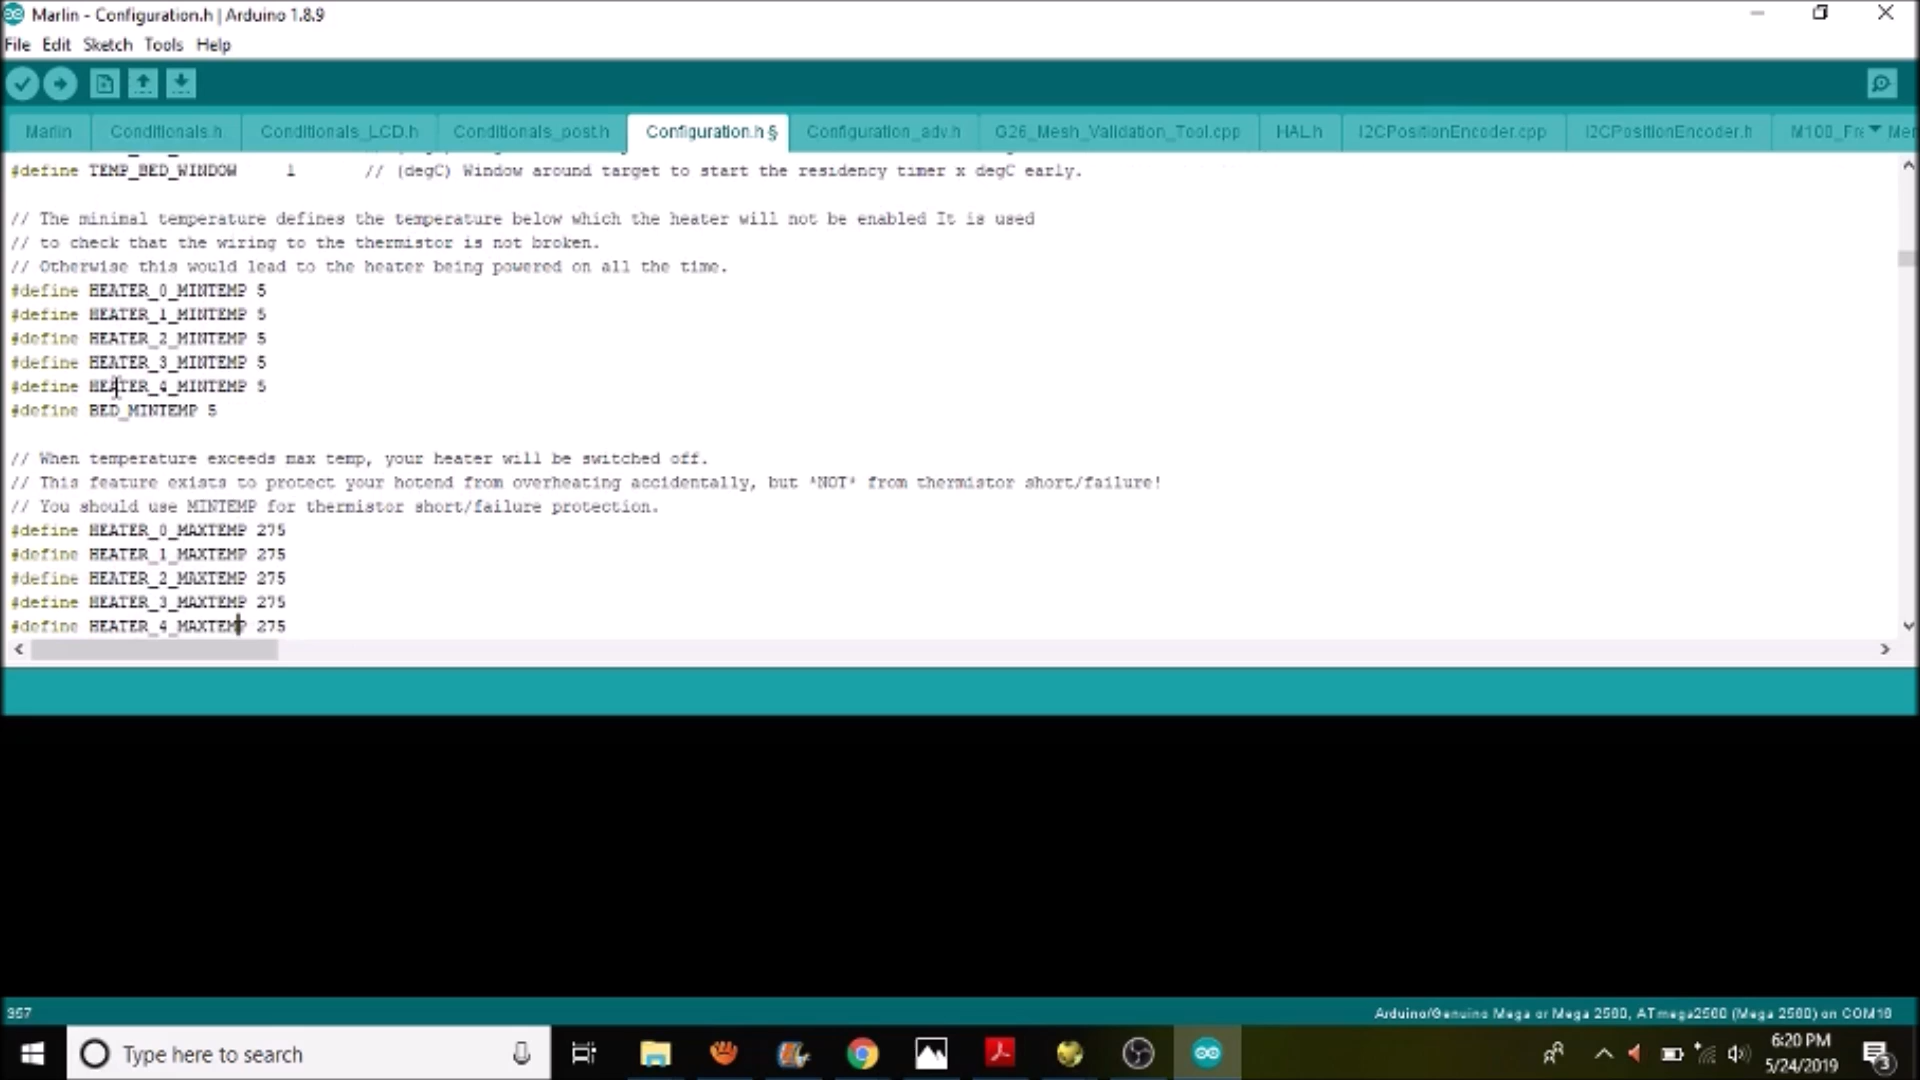 Marlin - Configuration.h | Arduino 1.8.9
File Edit Sketch Tools Help
Marlin Conditionals.h Conditionals_LCD.h Conditionals_post.h Configuration.h § Configuration_adv.h G26_Mesh_Validation_Tool.cpp HAL.h I2CPositionEncoder.cpp I2CPositionEncoder.h M100_Fre Mer
#define TEMP_BED_WINDOW 1 // (degC) Window around target to start the residency timer x degC early.
// The minimal temperature defines the temperature below which the heater will not be enabled It is used
// to check that the wiring to the thermistor is not broken.
// Otherwise this would lead to the heater being powered on all the time.
#define HEATER_0_MINTEMP 5
#define HEATER_1_MINTEMP 5
#define HEATER_2_MINTEMP 5
#define HEATER_3_MINTEMP 5
#define HEATER_4_MINTEMP 5
#define BED_MINTEMP 5
// When temperature exceeds max temp, your heater will be switched off.
// This feature exists to protect your hotend from overheating accidentally, but *NOT* from thermistor short/failure!
// You should use MINTEMP for thermistor short/failure protection.
#define HEATER_0_MAXTEMP 275
#define HEATER_1_MAXTEMP 275
#define HEATER_2_MAXTEMP 275
#define HEATER_3_MAXTEMP 275
#define HEATER_4_MAXTEMP 275
357 Arduino/Genuino Mega or Mega 2560, ATmega2560 (Mega 2560) on COM18
Type here to search
6:20 PM
5/24/2019
3